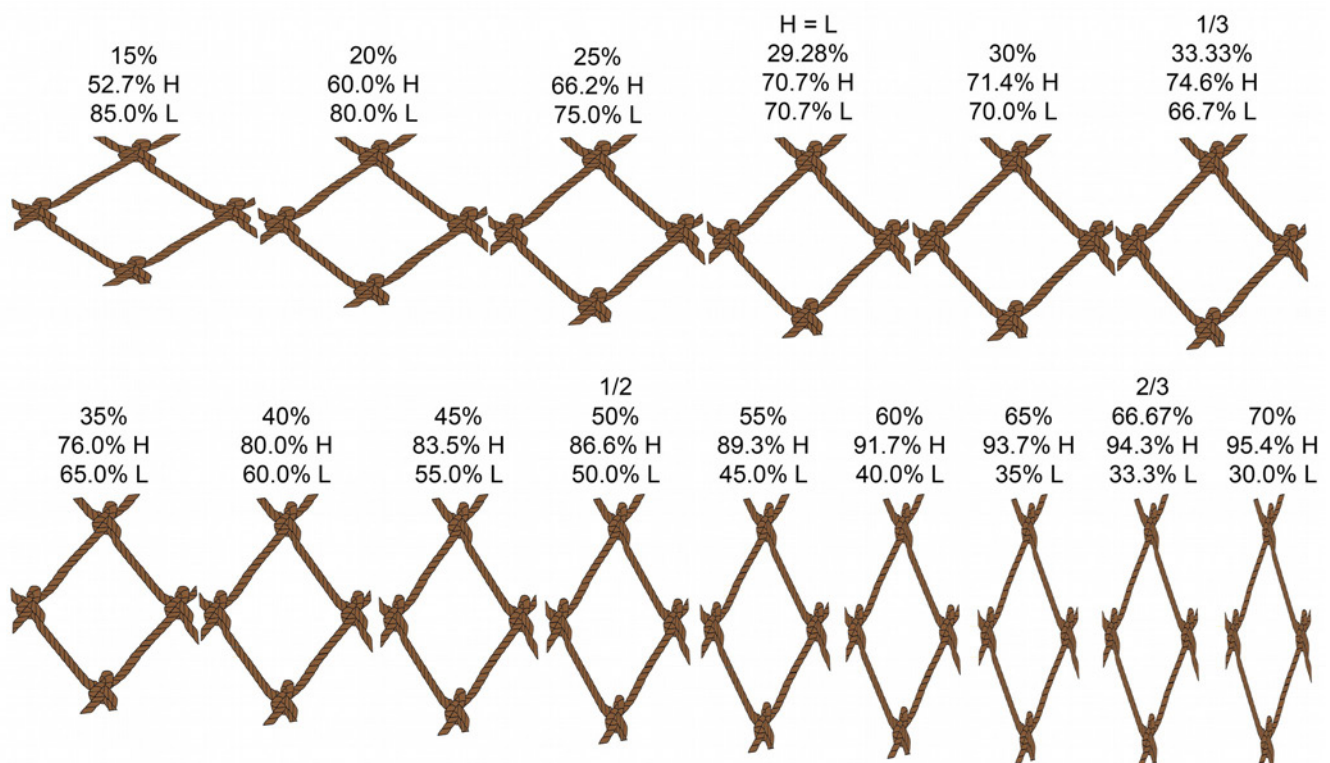 15%
52.7% H
85.0% L
20%
60.0% H
80.0% L
25%
66.2% H
75.0% L
H = L
29.28%
70.7% H
70.7% L
30%
71.4% H
70.0% L
1/3
33.33%
74.6% H
66.7% L
35%
76.0% H
65.0% L
40%
80.0% H
60.0% L
45%
83.5% H
55.0% L
1/2
50%
86.6% H
50.0% L
55%
89.3% H
45.0% L
60%
91.7% H
40.0% L
65%
93.7% H
35% L
2/3
66.67%
94.3% H
33.3% L
70%
95.4% H
30.0% L